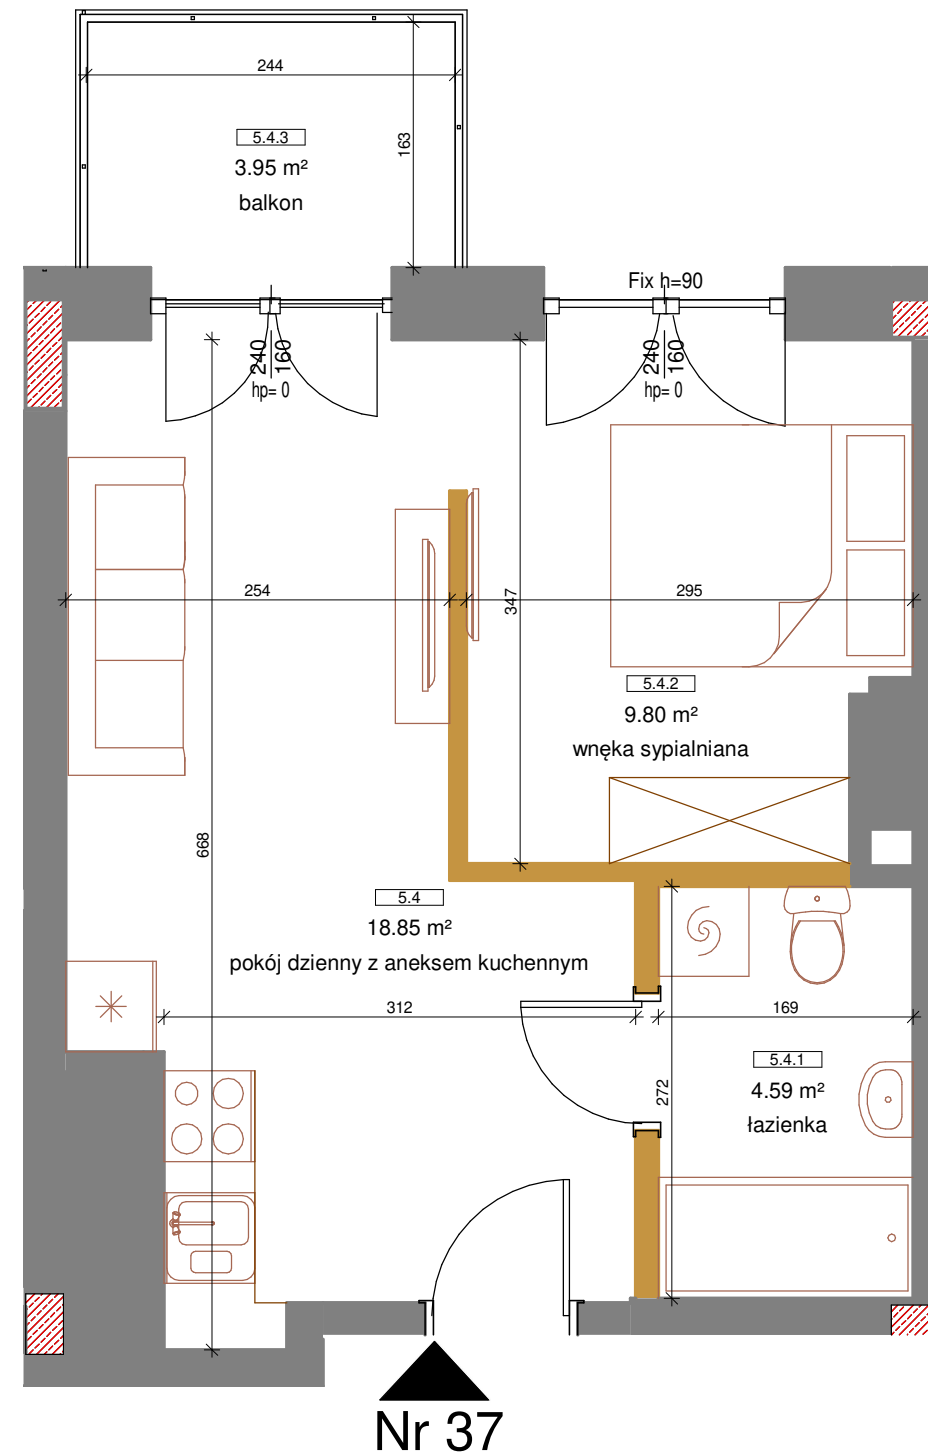 244
163
5.4.3
3.95 m²
balkon
Fix h=90
240
160
hp= 0
240
160
hp= 0
254
347
295
5.4.2
9.80 m²
wnęka sypialniana
668
5.4
18.85 m²
pokój dzienny z aneksem kuchennym
312
169
272
5.4.1
4.59 m²
łazienka
Nr 37